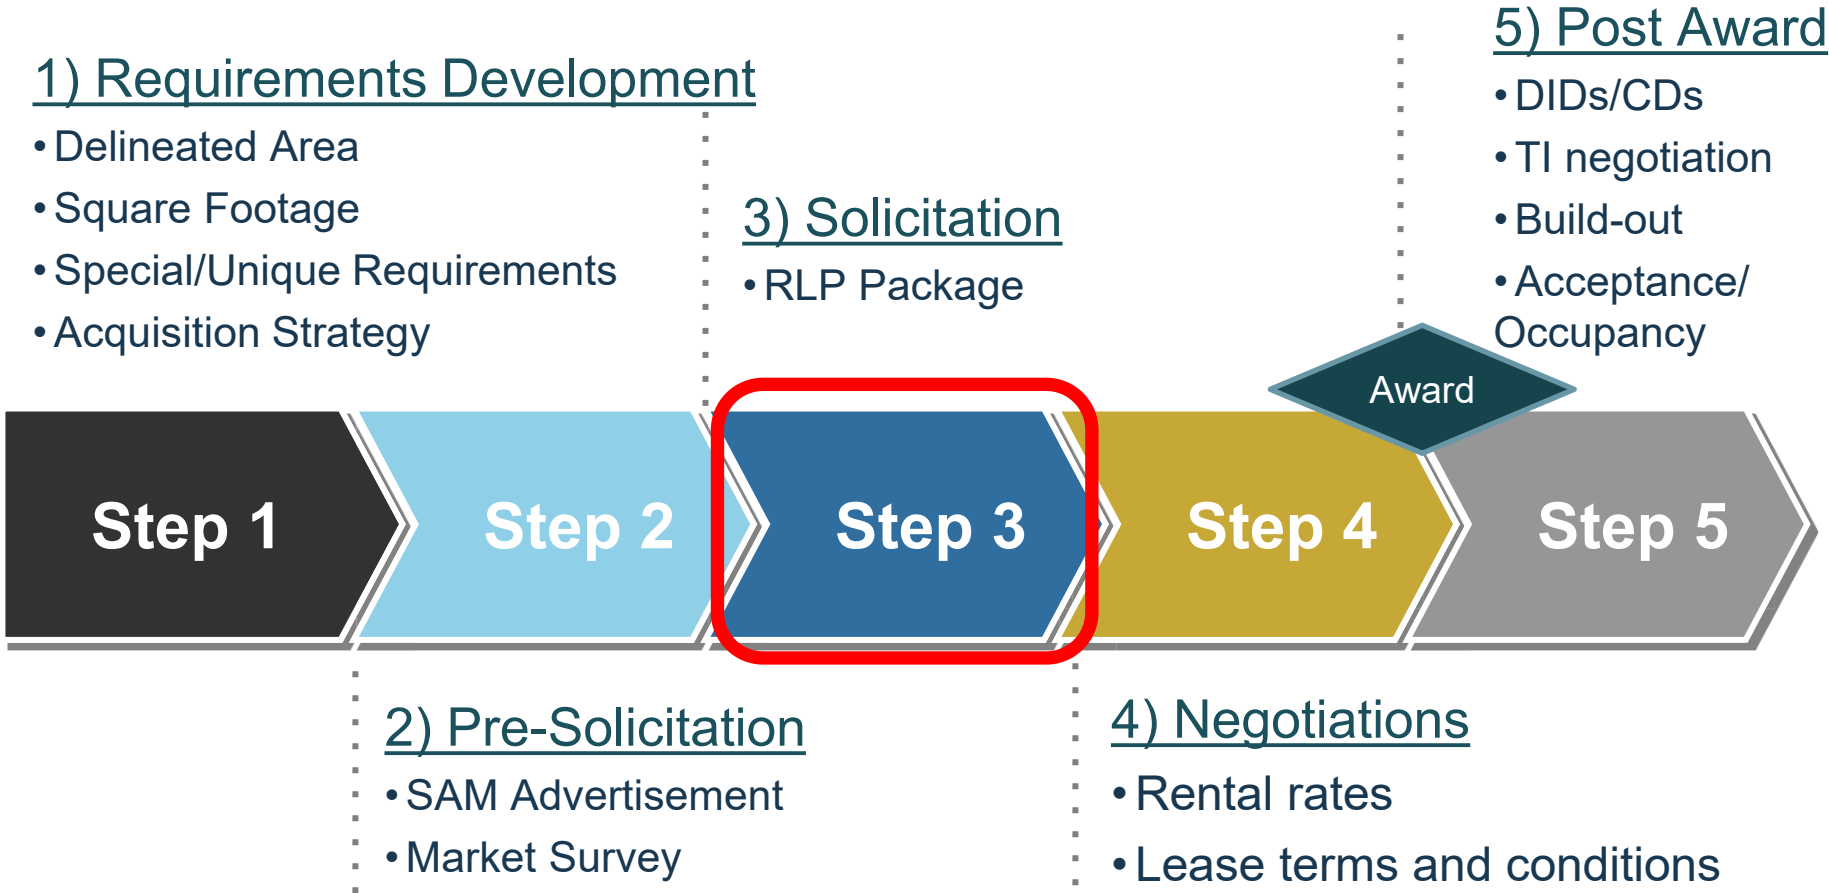 1) Requirements Development
• Delineated Area
• Square Footage
• Special/Unique Requirements
• Acquisition Strategy
3) Solicitation
• RLP Package
5) Post Award
• DIDs/CDs
• TI negotiation
• Build-out
• Acceptance/
Occupancy
Award
Step 1
Step 2
Step 3
Step 4
Step 5
2) Pre-Solicitation
• SAM Advertisement
• Market Survey
4) Negotiations
• Rental rates
• Lease terms and conditions